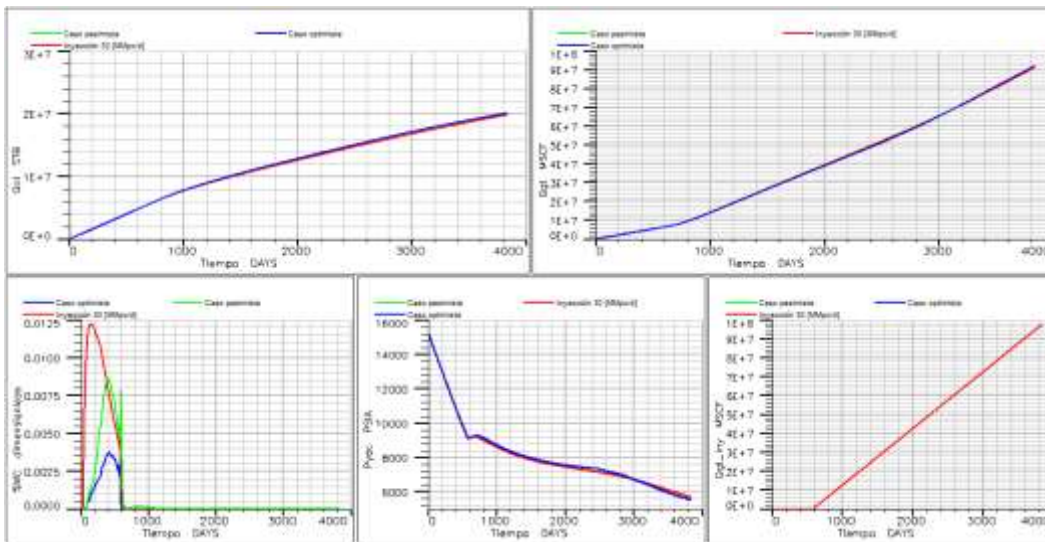 Caso pesimista
Caso optimista
Inyección 30 [MMpcd]
3E+7
2E+7
1E+7
0E+0
Qol STB
0
1000
2000
3000
4000
Tiempo DAYS
Caso pesimista
Inyección 30 [MMpcd]
Caso optimista
1E+8
9E+7
8E+7
7E+7
6E+7
5E+7
4E+7
3E+7
2E+7
1E+7
0E+0
MSCF
0
1000
2000
3000
4000
Tiempo DAYS
Caso optimista
Caso pesimista
Inyección 30 [MMpcd]
0.0125
0.0100
0.0075
0.0050
0.0025
0.0000
0
1000
2000
3000
4000
Tiempo DAYS
Caso pesimista
Inyección 30 [MMpcd]
Caso optimista
16000
14000
12000
10000
8000
6000
Pyac PSIA
0
1000
2000
3000
4000
Tiempo DAYS
Caso pesimista
Caso optimista
Inyección 30 [MMpcd]
1E+8
9E+7
8E+7
7E+7
6E+7
5E+7
4E+7
3E+7
2E+7
1E+7
0E+0
MSCF
0
1000
2000
3000
4000
Tiempo DAYS